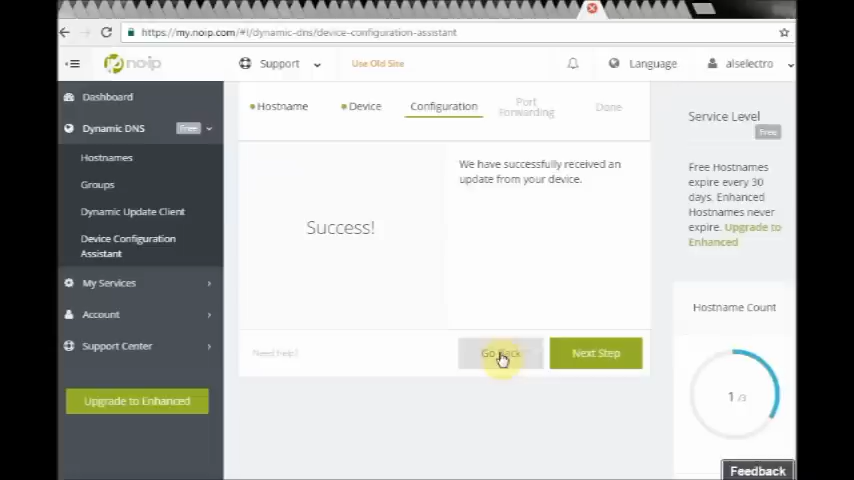 https://my.noip.com/#!/dynamic-dns/device-configuration-assistant
noip
Support
Use Old Site
Language
alselectro
Dashboard
Dynamic DNS
Free
Hostnames
Groups
Dynamic Update Client
Device Configuration
Assistant
My Services
Account
Support Center
Upgrade to Enhanced
Hostname
Device
Configuration
Port
Forwarding
Done
Success!
We have successfully received an
update from your device.
Need help?
Go Back
Next Step
Service Level
Free
Free Hostnames
expire every 30
days. Enhanced
Hostnames never
expire. Upgrade to
Enhanced
Hostname Count
1 /3
Feedback